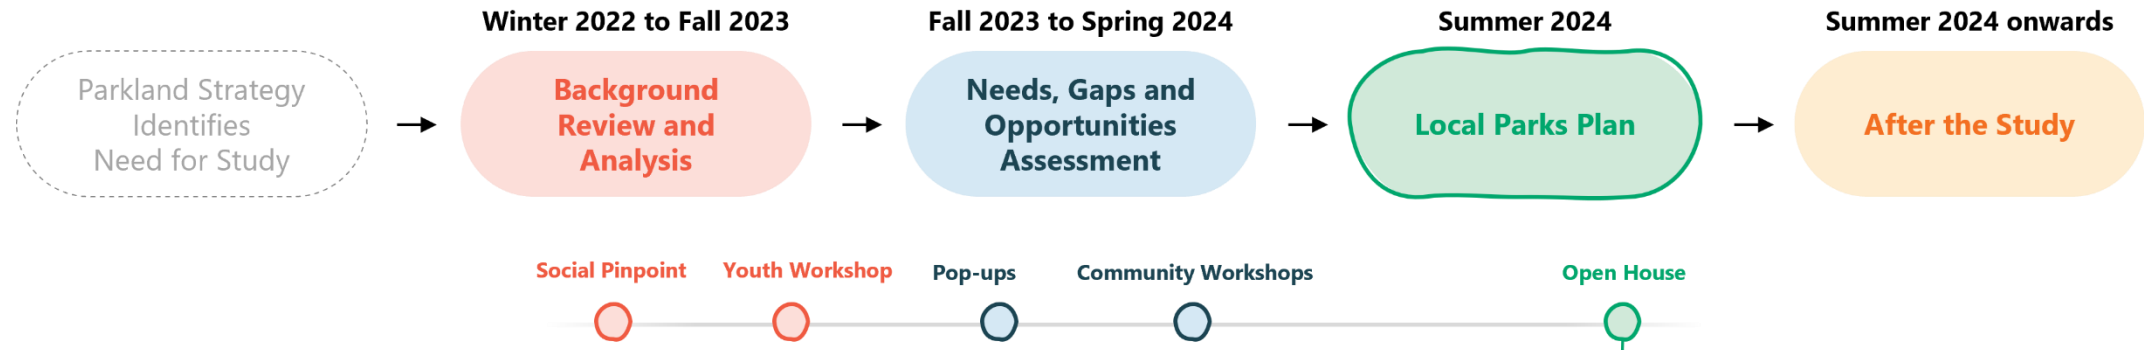 Winter 2022 to Fall 2023
Fall 2023 to Spring 2024
Summer 2024
Summer 2024 onwards
Parkland Strategy
Identifies
Need for Study
Background
Review and
Analysis
Needs, Gaps and
Opportunities
Assessment
Local Parks Plan
After the Study
Social Pinpoint
Youth Workshop
Pop-ups
Community Workshops
Open House